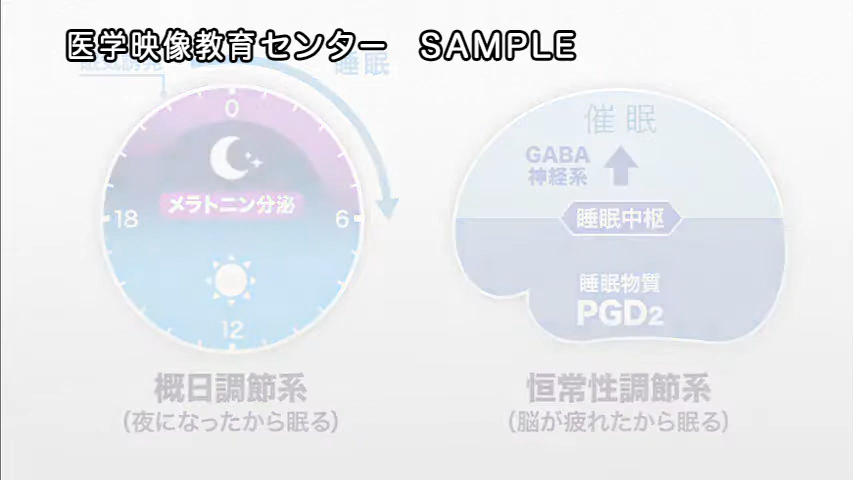 医学映像教育センター　SAMPLE
睡眠
0
メラトニン分泌
18
6
12
概日調節系
(夜になったから眠る)
催眠
GABA
神経系
睡眠中枢
睡眠物質
PGD2
恒常性調節系
(脳が疲れたから眠る)